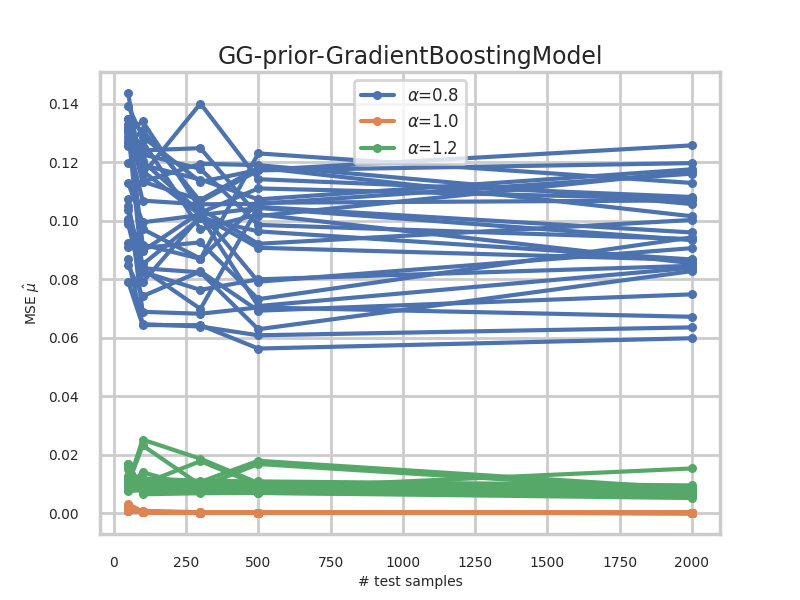 GG-prior-GradientBoostingModel
α=0.8
α=1.0
α=1.2
MSE μ̂
0.14
0.12
0.10
0.08
0.06
0.04
0.02
0.00
0 250 500 750 1000 1250 1500 1750 2000
# test samples